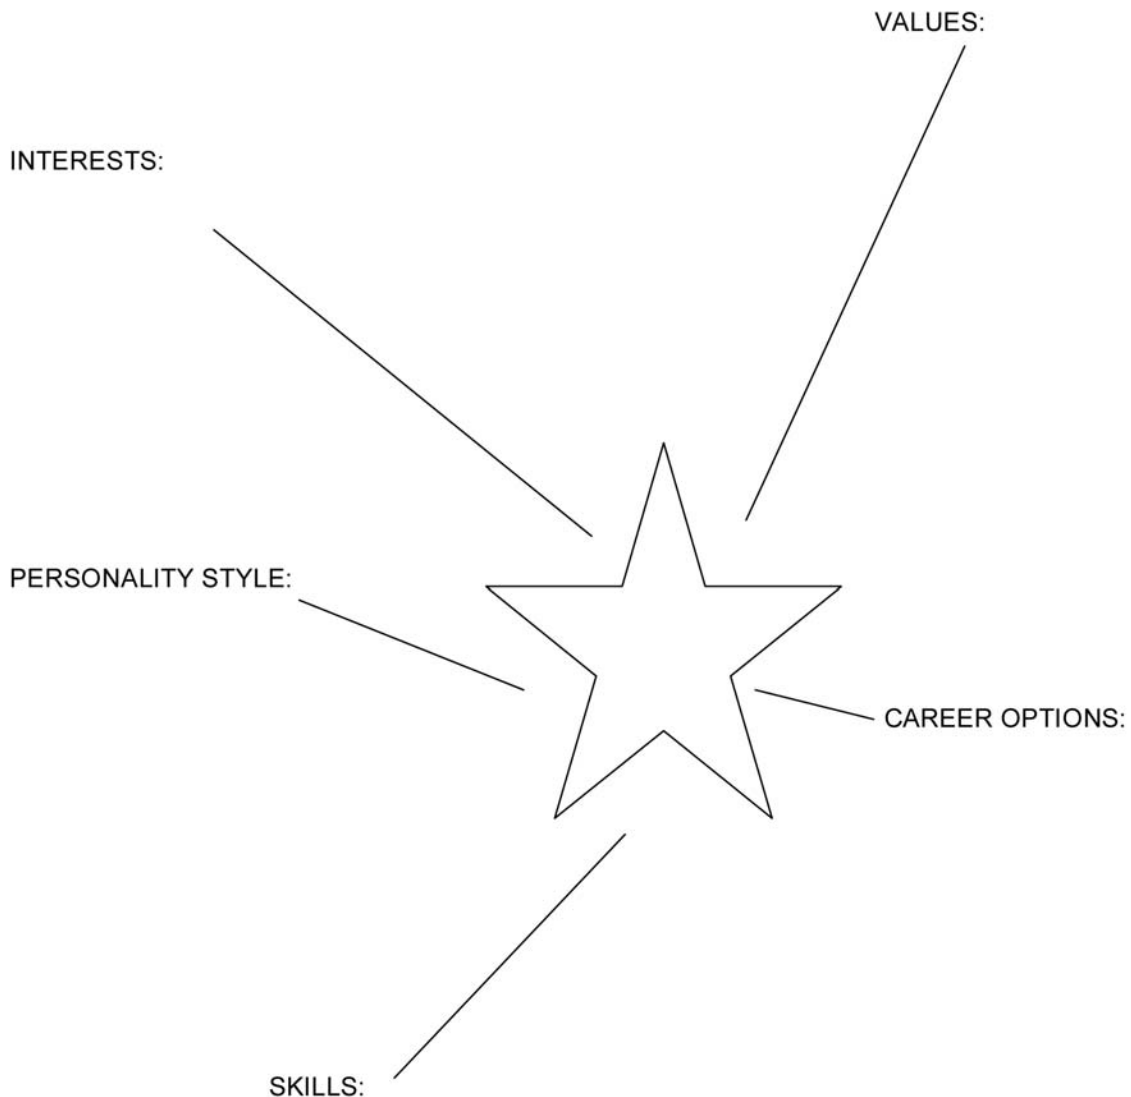 VALUES:
INTERESTS:
PERSONALITY STYLE:
CAREER OPTIONS:
SKILLS: